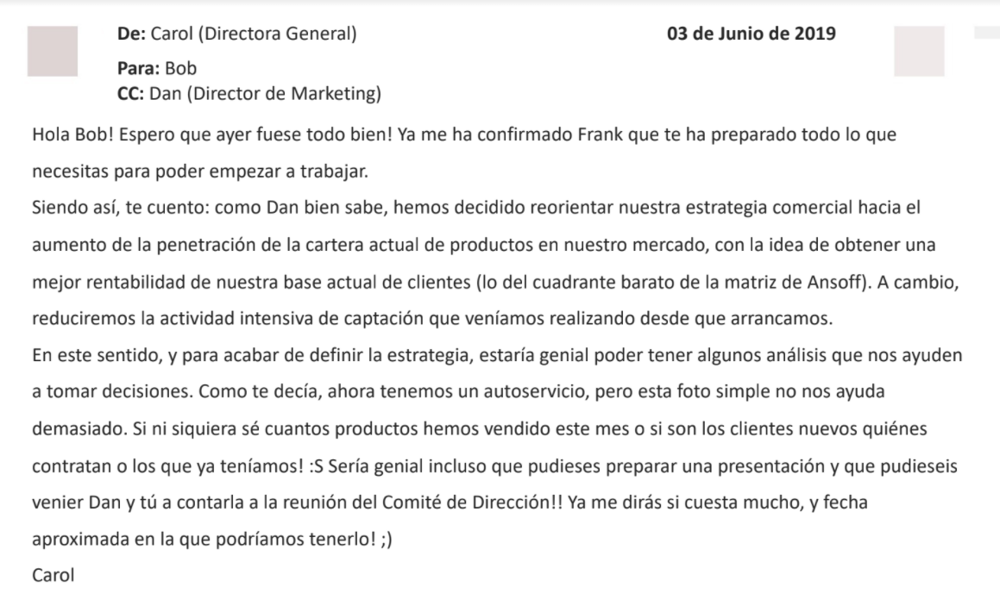 De: Carol (Directora General)
03 de Junio de 2019
Para: Bob
CC: Dan (Director de Marketing)
Hola Bob! Espero que ayer fuese todo bien! Ya me ha confirmado Frank que te ha preparado todo lo que
necesitas para poder empezar a trabajar.
Siendo así, te cuento: como Dan bien sabe, hemos decidido reorientar nuestra estrategia comercial hacia el
aumento de la penetración de la cartera actual de productos en nuestro mercado, con la idea de obtener una
mejor rentabilidad de nuestra base actual de clientes (lo del cuadrante barato de la matriz de Ansoff). A cambio,
reduciremos la actividad intensiva de captación que veníamos realizando desde que arrancamos.
En este sentido, y para acabar de definir la estrategia, estaría genial poder tener algunos análisis que nos ayuden
a tomar decisiones. Como te decía, ahora tenemos un autoservicio, pero esta foto simple no nos ayuda
demasiado. Si ni siquiera sé cuantos productos hemos vendido este mes o si son los clientes nuevos quiénes
contratan o los que ya teníamos! :S Sería genial incluso que pudieses preparar una presentación y que pudieseis
venier Dan y tú a contarla a la reunión del Comité de Dirección!! Ya me dirás si cuesta mucho, y fecha
aproximada en la que podríamos tenerlo! ;)
Carol